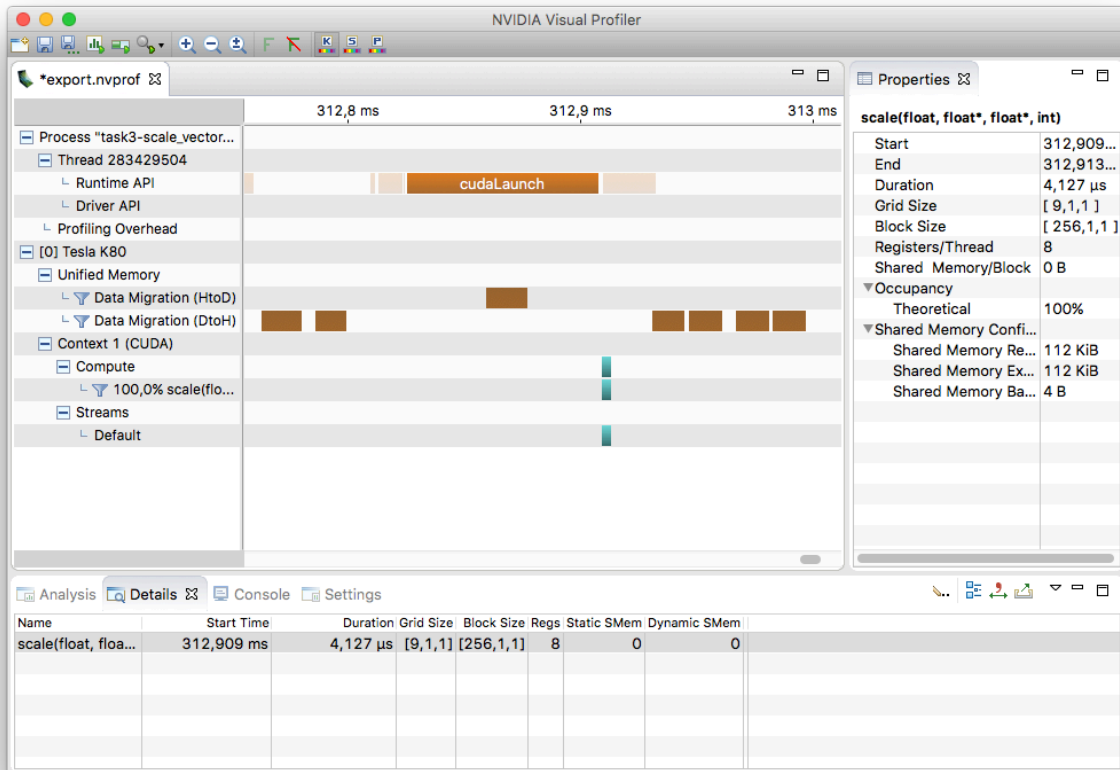 NVIDIA Visual Profiler
F
K
S
P
*export.nvprof
312,8 ms 312,9 ms 313 ms
Process "task3-scale_vector...
Thread 283429504
Runtime API
cudaLaunch
Driver API
Profiling Overhead
[0] Tesla K80
Unified Memory
Data Migration (HtoD)
Data Migration (DtoH)
Context 1 (CUDA)
Compute
100,0% scale(flo...
Streams
Default
Properties
scale(float, float*, float*, int)
Start 312,909...
End 312,913...
Duration 4,127 µs
Grid Size [ 9,1,1 ]
Block Size [ 256,1,1 ]
Registers/Thread 8
Shared Memory/Block 0 B
Occupancy
Theoretical 100%
Shared Memory Confi...
Shared Memory Re... 112 KiB
Shared Memory Ex... 112 KiB
Shared Memory Ba... 4 B
Analysis Details Console Settings
Name Start Time Duration Grid Size Block Size Regs Static SMem Dynamic SMem
scale(float, floa... 312,909 ms 4,127 µs [9,1,1] [256,1,1] 8 0 0